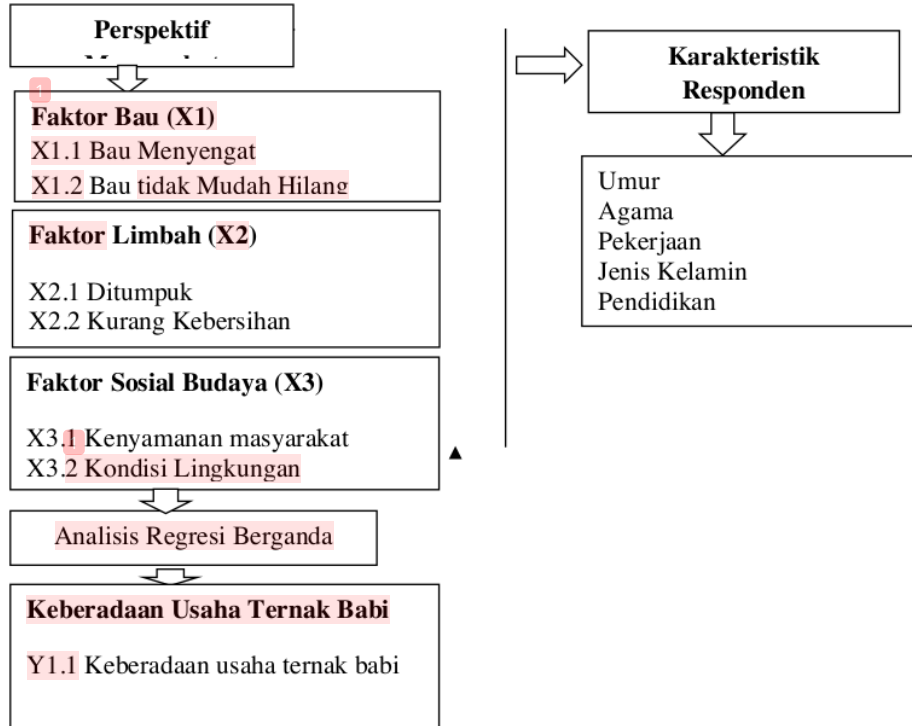 Perspektif
1
Faktor Bau (X1)
X1.1 Bau Menyengat
X1.2 Bau tidak Mudah Hilang
Faktor Limbah (X2)
X2.1 Ditumpuk
X2.2 Kurang Kebersihan
Faktor Sosial Budaya (X3)
X3.1 Kenyamanan masyarakat
X3.2 Kondisi Lingkungan
Analisis Regresi Berganda
Keberadaan Usaha Ternak Babi
Y1.1 Keberadaan usaha ternak babi
Karakteristik
Responden
Umur
Agama
Pekerjaan
Jenis Kelamin
Pendidikan